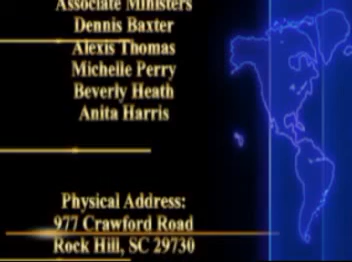 Associate Ministers
Dennis Baxter
Alexis Thomas
Michelle Perry
Beverly Heath
Anita Harris
Physical Address:
977 Crawford Road
Rock Hill, SC 29730